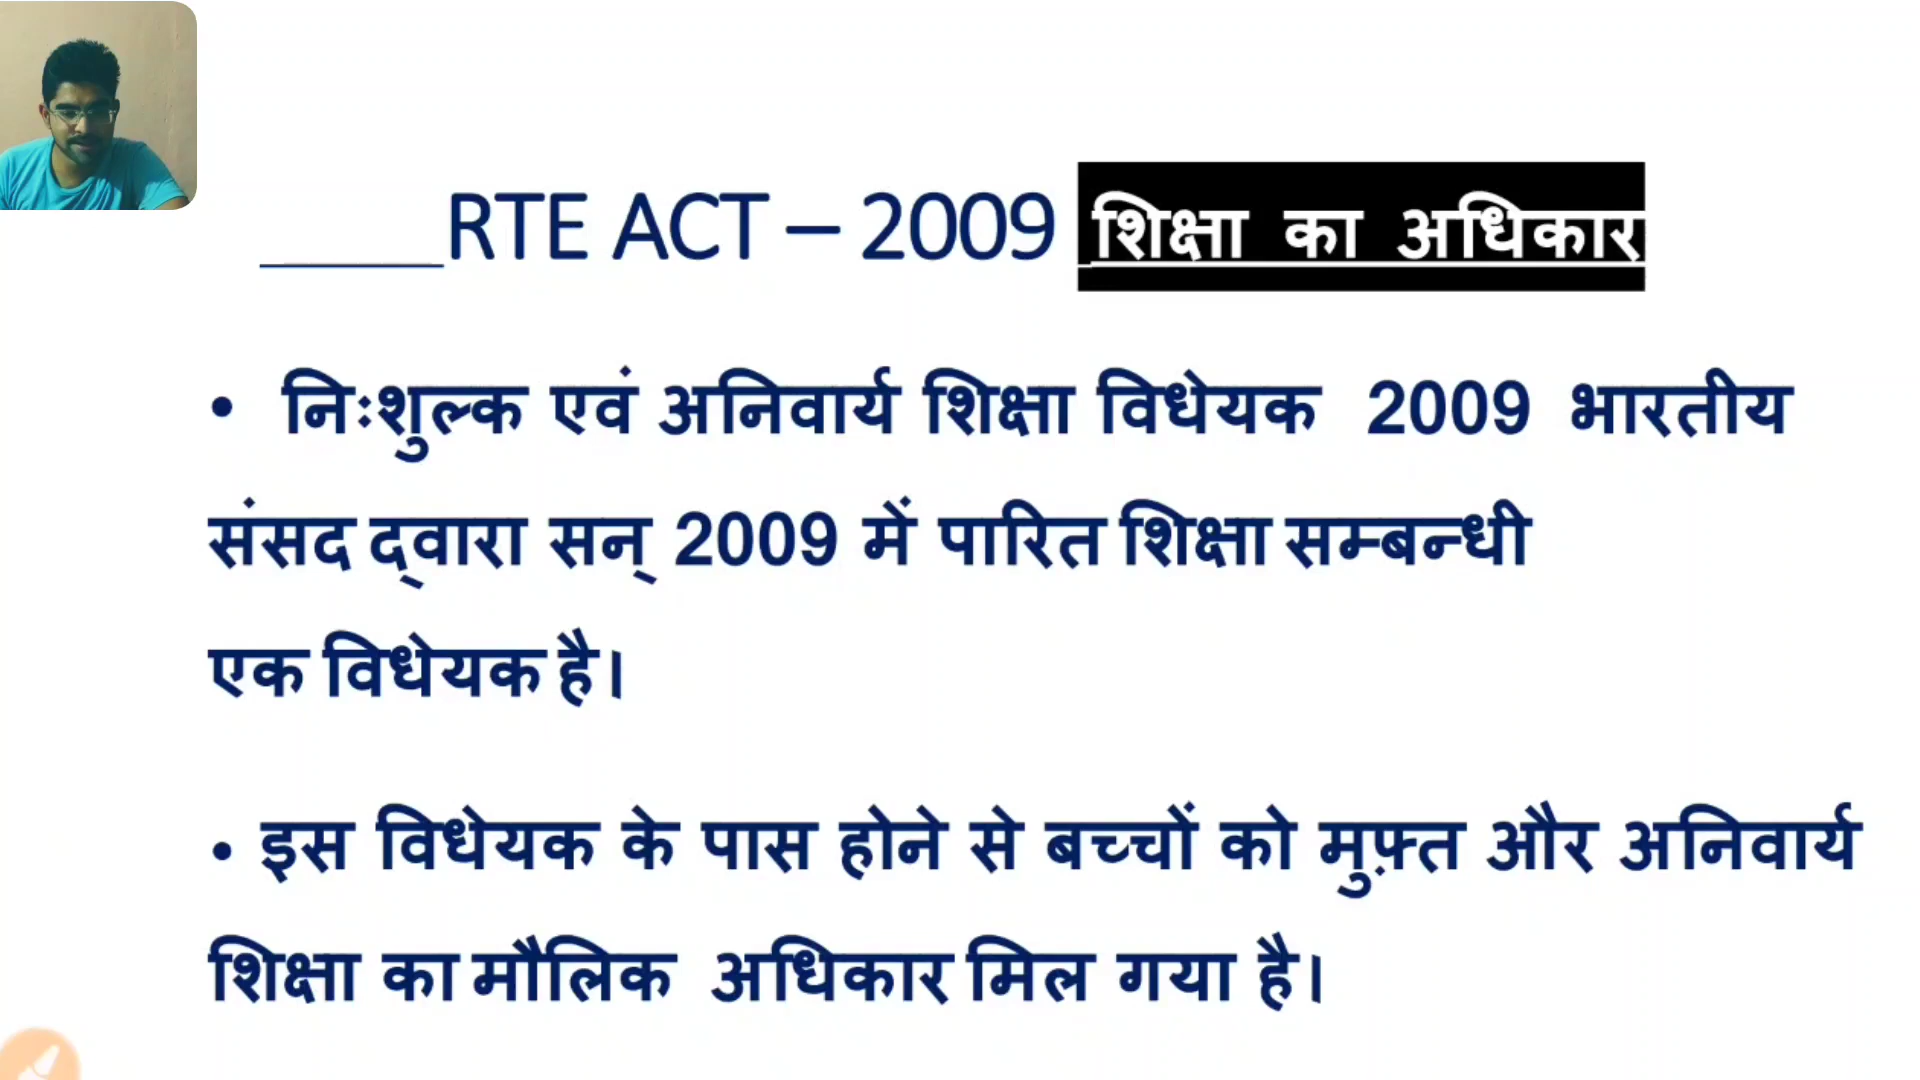 RTE ACT – 2009 शिक्षा का अधिकार
• निःशुल्क एवं अनिवार्य शिक्षा विधेयक 2009 भारतीय
संसद द्वारा सन् 2009 में पारित शिक्षा सम्बन्धी
एक विधेयक है।
• इस विधेयक के पास होने से बच्चों को मुफ़्त और अनिवार्य
शिक्षा का मौलिक अधिकार मिल गया है।